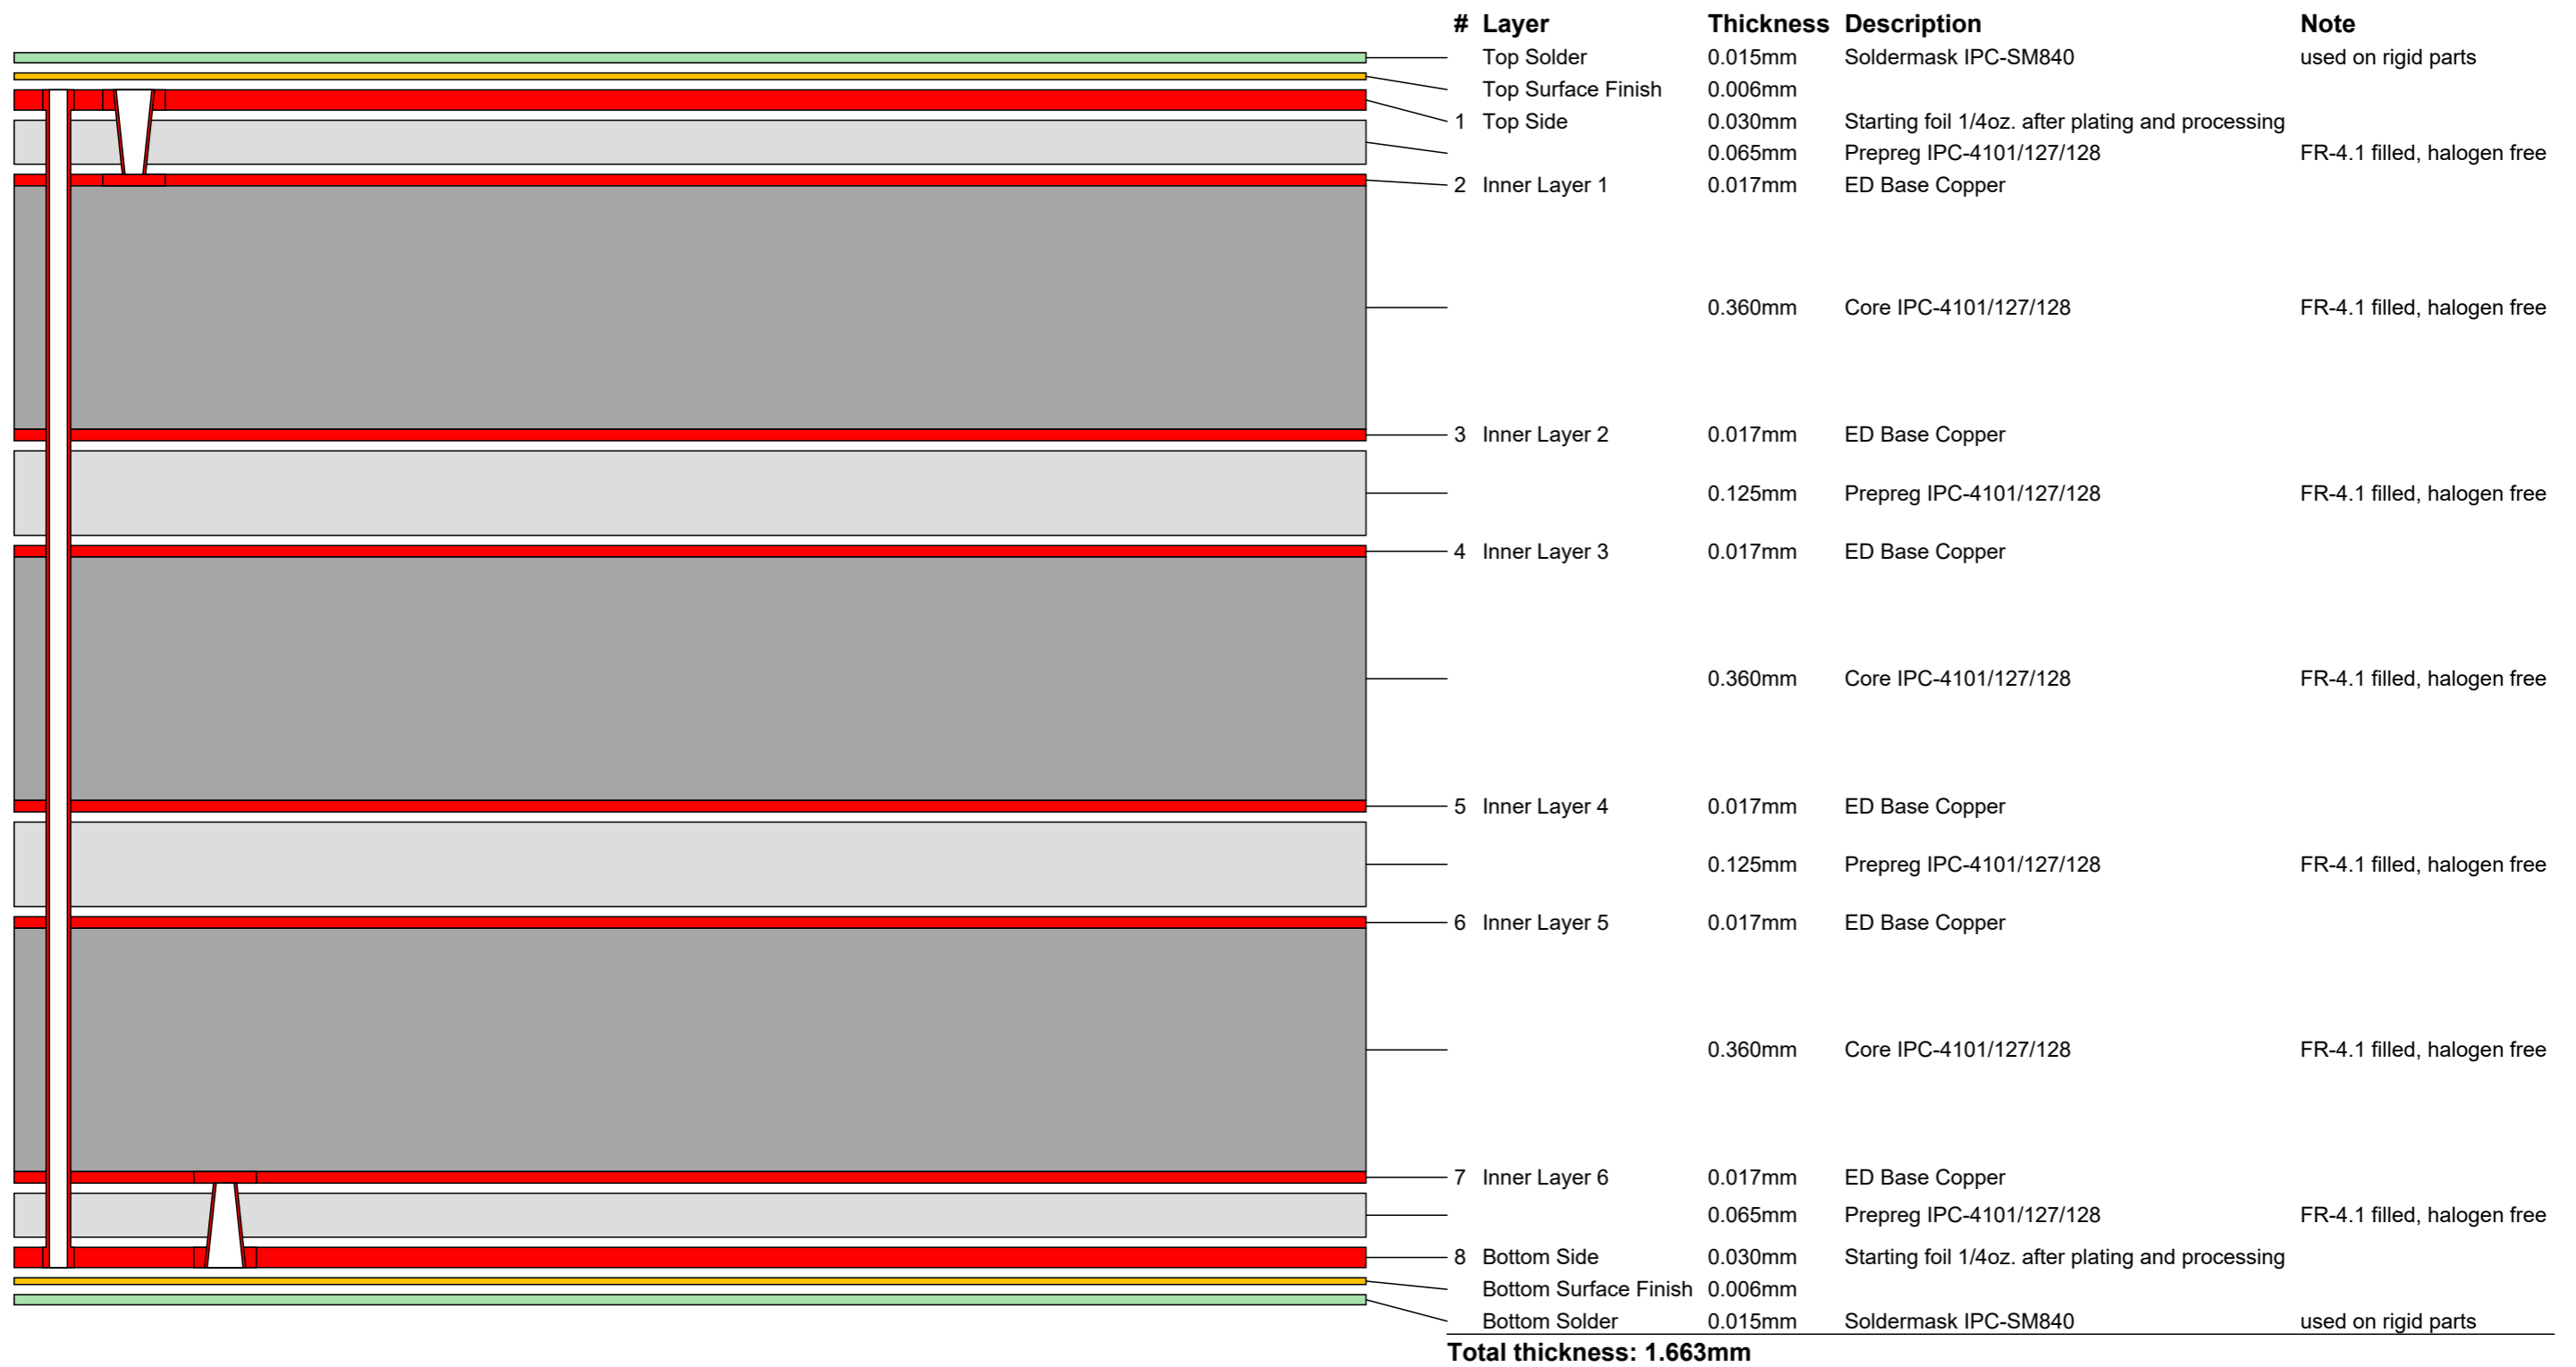 # Layer Thickness Description Note
Top Solder 0.015mm Soldermask IPC-SM840 used on rigid parts
Top Surface Finish 0.006mm
1 Top Side 0.030mm Starting foil 1/4oz. after plating and processing
0.065mm Prepreg IPC-4101/127/128 FR-4.1 filled, halogen free
2 Inner Layer 1 0.017mm ED Base Copper
0.360mm Core IPC-4101/127/128 FR-4.1 filled, halogen free
3 Inner Layer 2 0.017mm ED Base Copper
0.125mm Prepreg IPC-4101/127/128 FR-4.1 filled, halogen free
4 Inner Layer 3 0.017mm ED Base Copper
0.360mm Core IPC-4101/127/128 FR-4.1 filled, halogen free
5 Inner Layer 4 0.017mm ED Base Copper
0.125mm Prepreg IPC-4101/127/128 FR-4.1 filled, halogen free
6 Inner Layer 5 0.017mm ED Base Copper
0.360mm Core IPC-4101/127/128 FR-4.1 filled, halogen free
7 Inner Layer 6 0.017mm ED Base Copper
0.065mm Prepreg IPC-4101/127/128 FR-4.1 filled, halogen free
8 Bottom Side 0.030mm Starting foil 1/4oz. after plating and processing
Bottom Surface Finish 0.006mm
Bottom Solder 0.015mm Soldermask IPC-SM840 used on rigid parts
Total thickness: 1.663mm